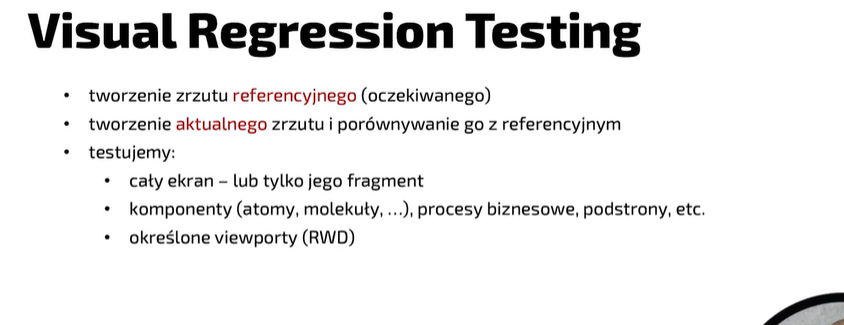 Visual Regression Testing
• tworzenie zrzutu referencyjnego (oczekiwanego)
• tworzenie aktualnego zrzutu i porównywanie go z referencyjnym
• testujemy:
• cały ekran – lub tylko jego fragment
• komponenty (atomy, molekuły, …), procesy biznesowe, podstrony, etc.
• określone viewporty (RWD)